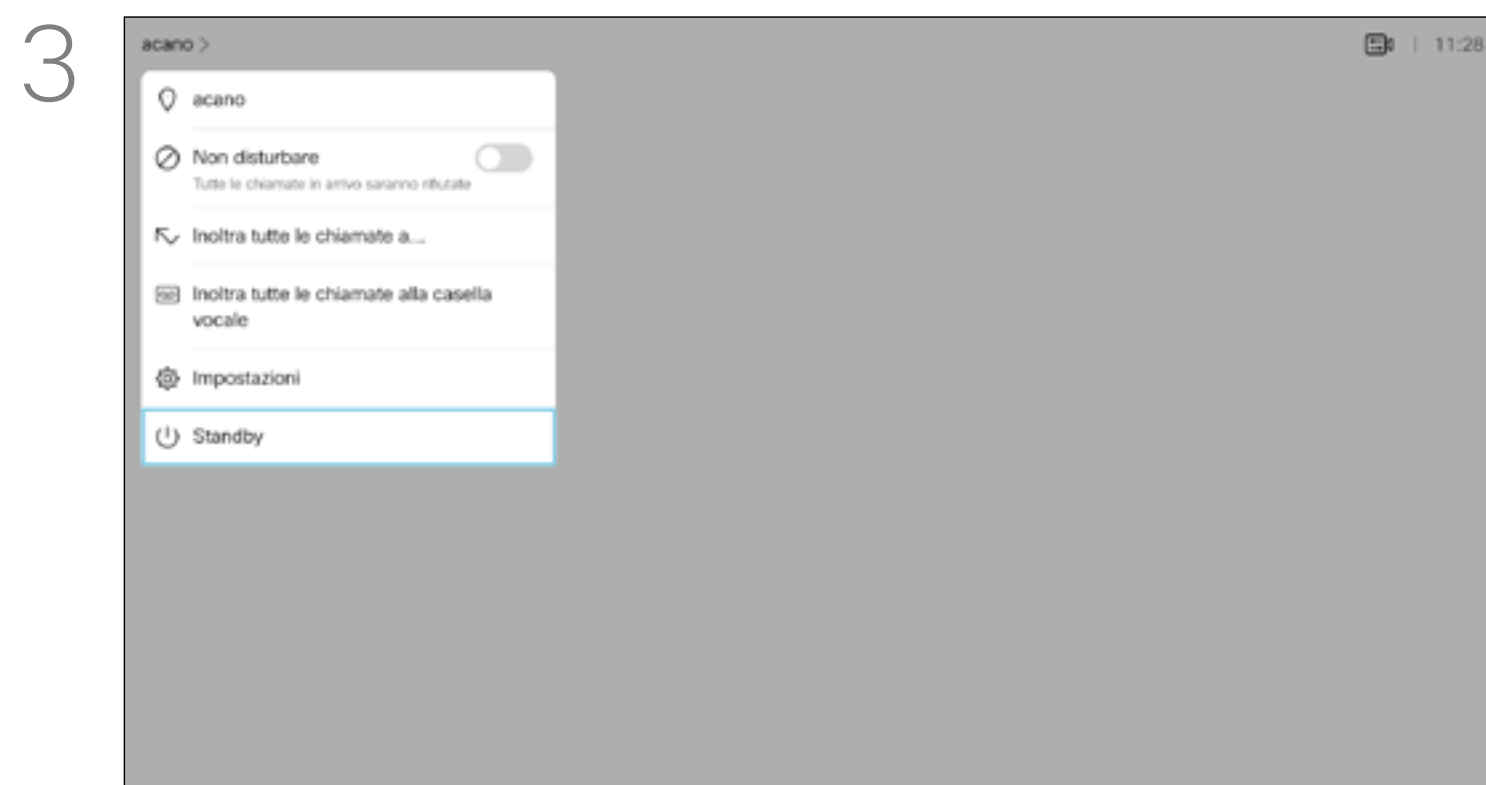 3
acano >
11:28
acano
Non disturbare
Tutte le chiamate in arrivo saranno rifiutate
Inoltra tutte le chiamate a...
Inoltra tutte le chiamate alla casella
vocale
Impostazioni
Standby